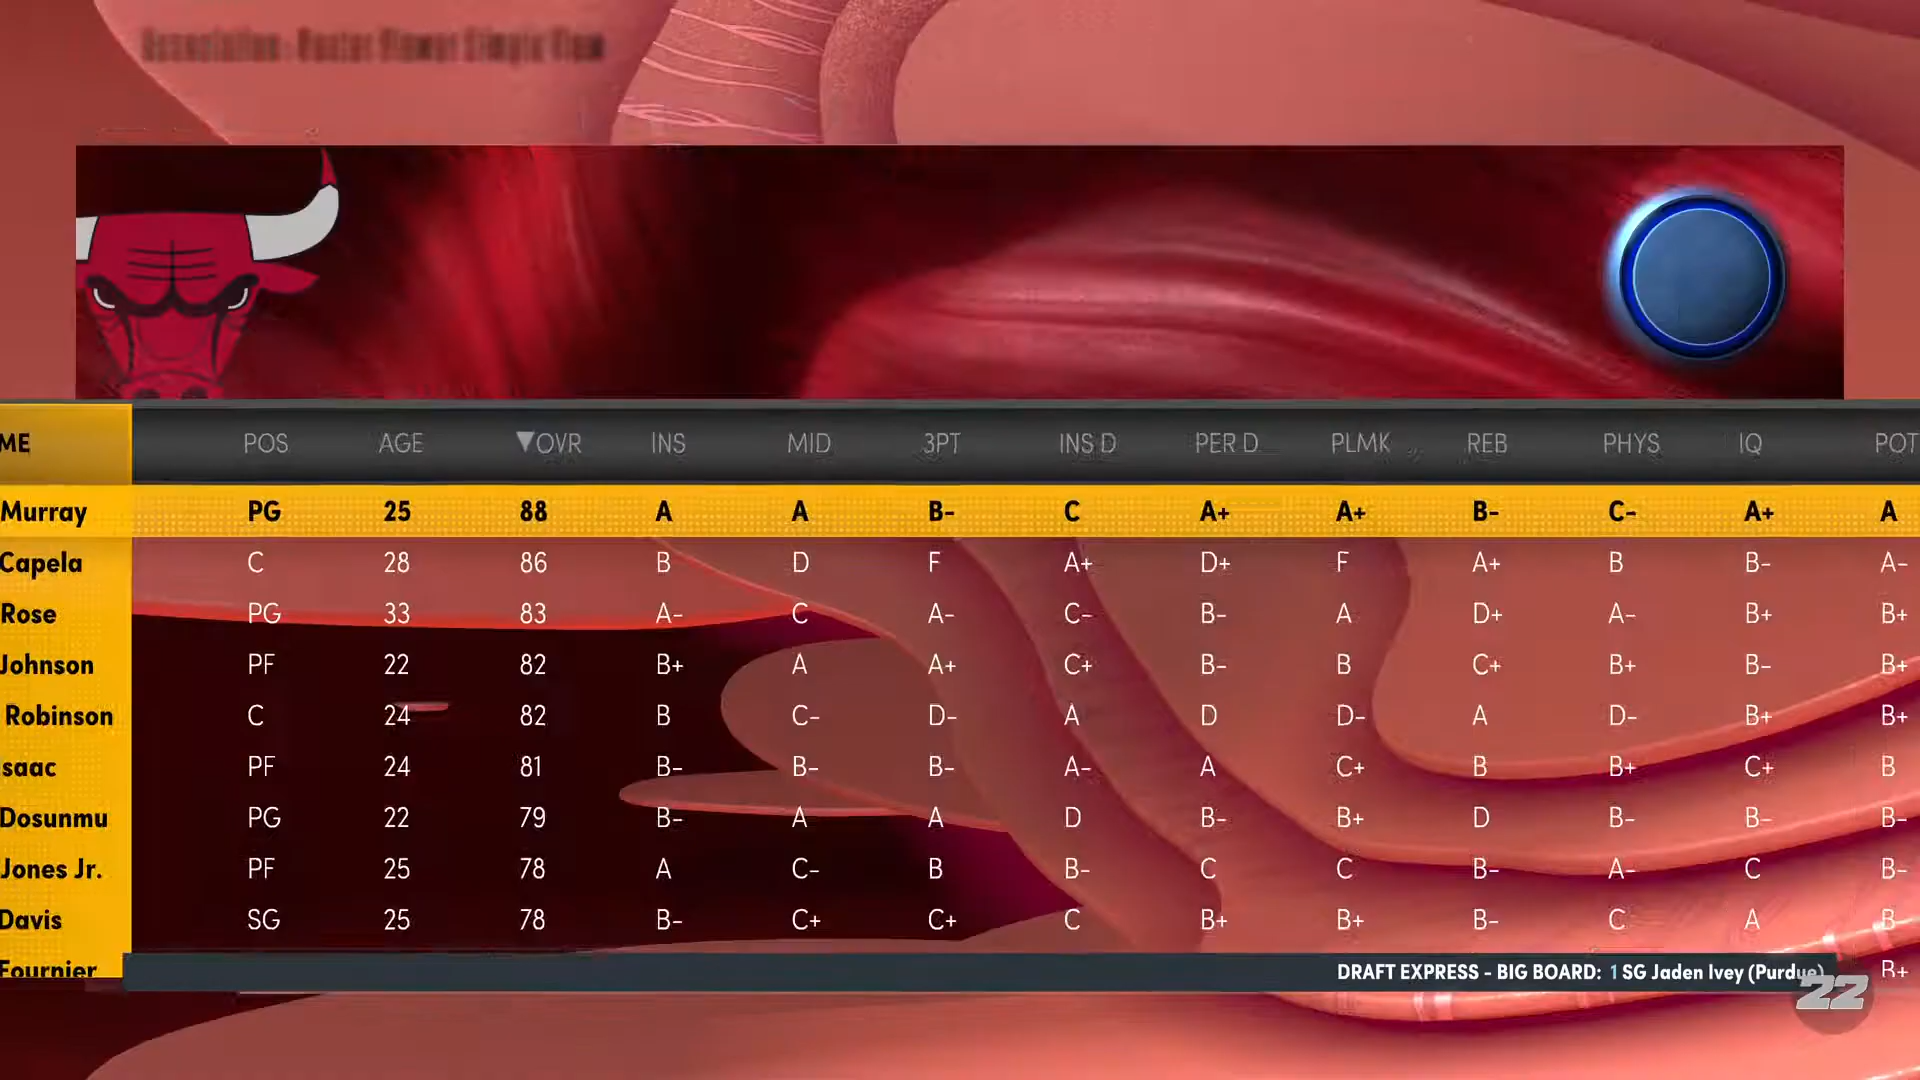 ME POS AGE ▼OVR INS MID 3PT INS D PER D PLMK REB PHYS IQ POT
Murray PG 25 88 A A B- C A+ A+ B- C- A+ A
Capela C 28 86 B D F A+ D+ F A+ B B- A-
Rose PG 33 83 A- C A- C- B- A D+ A- B+ B+
Johnson PF 22 82 B+ A A+ C+ B- B C+ B+ B- B+
Robinson C 24 82 B C- D- A D D- A D- B+ B+
saac PF 24 81 B- B- B- A- A C+ B B+ C+ B
Dosunmu PG 22 79 B- A A D B- B+ D B- B- B-
Jones Jr. PF 25 78 A C- B B- C C B- A- C B-
Davis SG 25 78 B- C+ C+ C B+ B+ B- C A B
Fournier B+
DRAFT EXPRESS - BIG BOARD: 1 SG Jaden Ivey (Purdue)
22